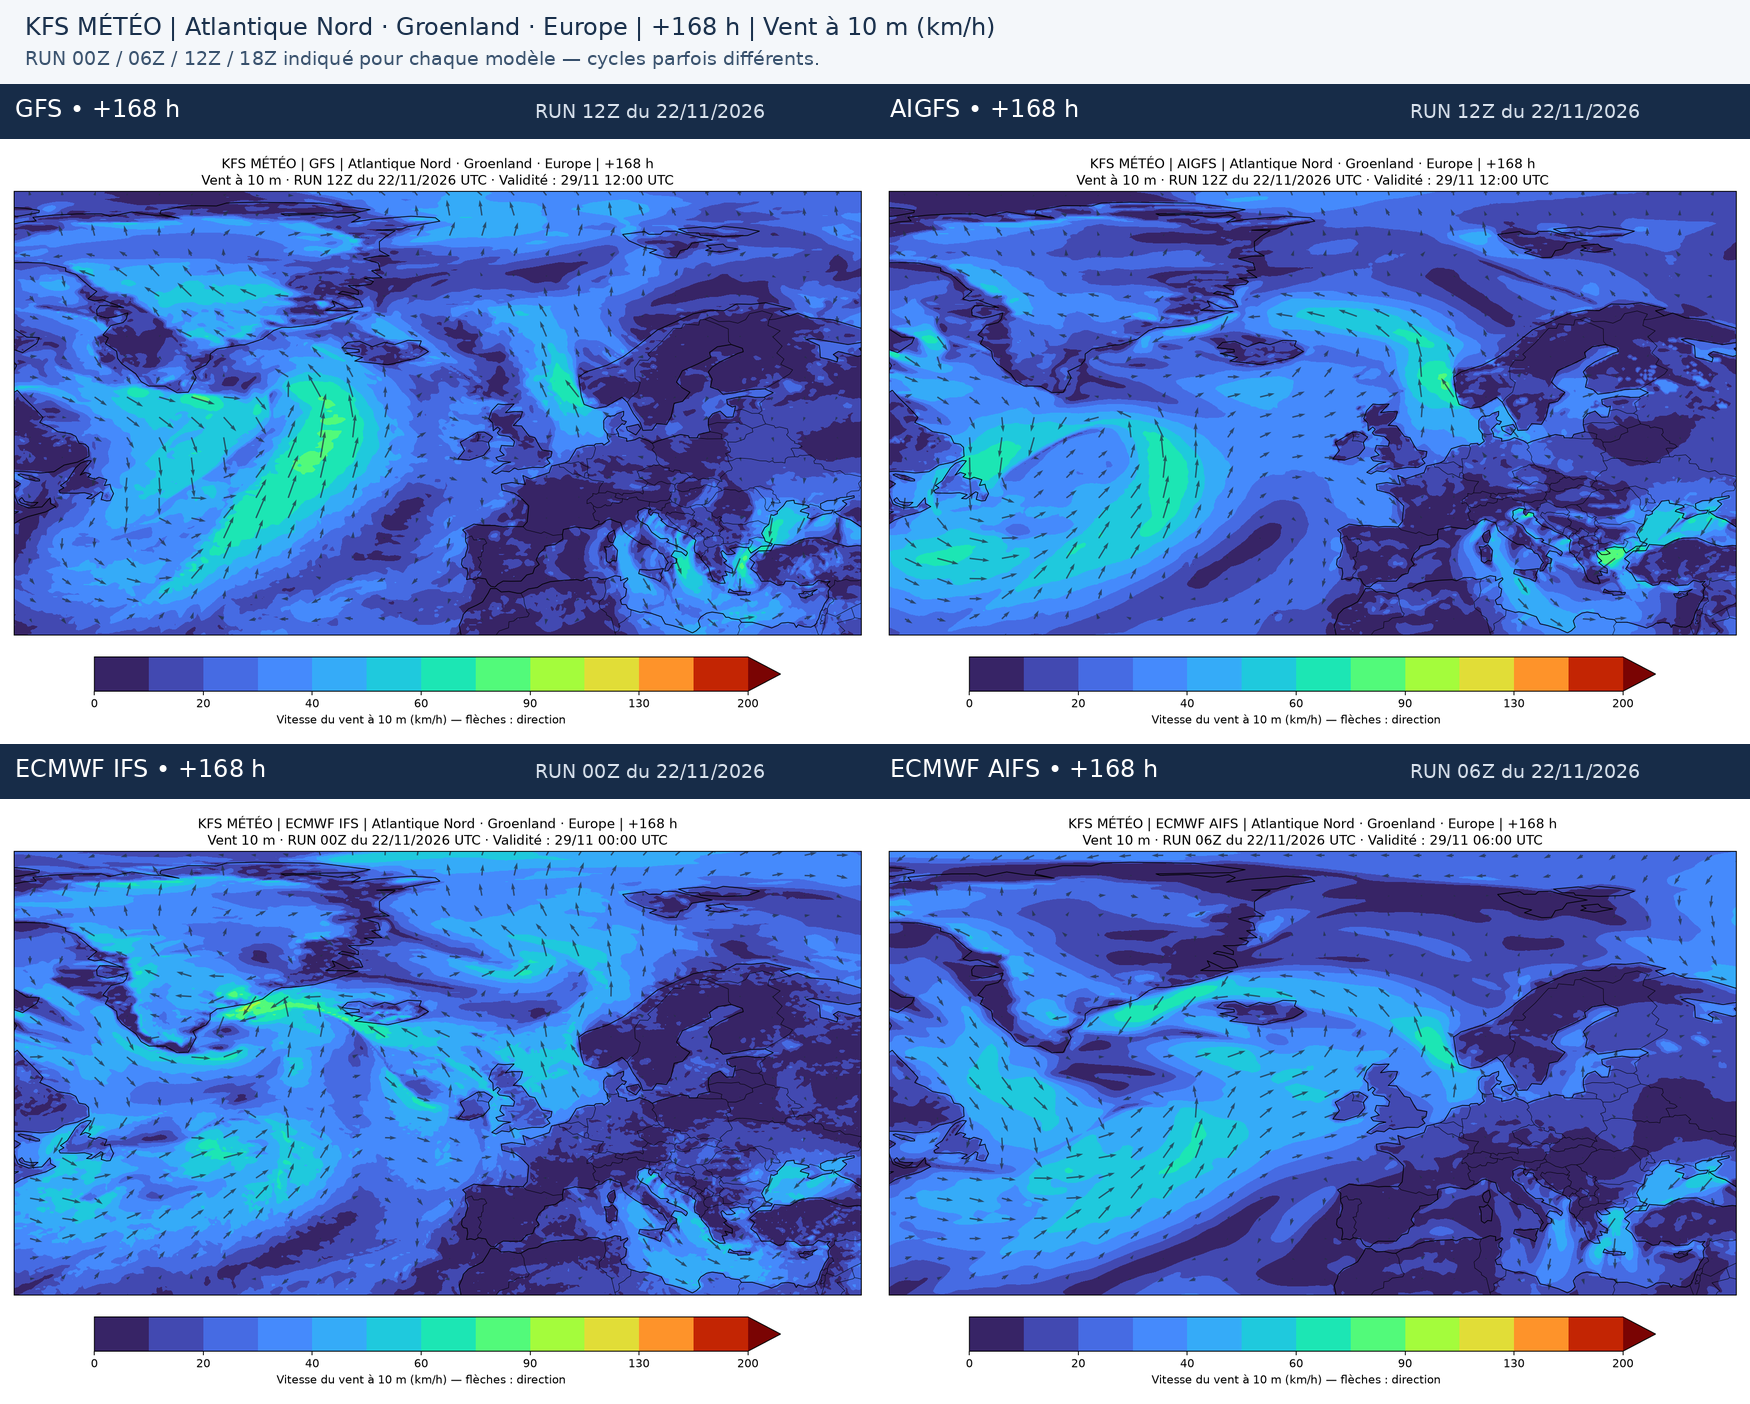 KFS MÉTÉO | Atlantique Nord · Groenland · Europe | +168 h | Vent à 10 m (km/h)
RUN 00Z / 06Z / 12Z / 18Z indiqué pour chaque modèle — cycles parfois différents.
GFS • +168 h
RUN 12Z du 22/11/2026
AIGFS • +168 h
RUN 12Z du 22/11/2026
KFS MÉTÉO | GFS | Atlantique Nord · Groenland · Europe | +168 h
Vent à 10 m · RUN 12Z du 22/11/2026 UTC · Validité : 29/11 12:00 UTC
KFS MÉTÉO | AIGFS | Atlantique Nord · Groenland · Europe | +168 h
Vent à 10 m · RUN 12Z du 22/11/2026 UTC · Validité : 29/11 12:00 UTC
0 20 40 60 90 130 200
Vitesse du vent à 10 m (km/h) — flèches : direction
0 20 40 60 90 130 200
Vitesse du vent à 10 m (km/h) — flèches : direction
ECMWF IFS • +168 h
RUN 00Z du 22/11/2026
ECMWF AIFS • +168 h
RUN 06Z du 22/11/2026
KFS MÉTÉO | ECMWF IFS | Atlantique Nord · Groenland · Europe | +168 h
Vent 10 m · RUN 00Z du 22/11/2026 UTC · Validité : 29/11 00:00 UTC
KFS MÉTÉO | ECMWF AIFS | Atlantique Nord · Groenland · Europe | +168 h
Vent 10 m · RUN 06Z du 22/11/2026 UTC · Validité : 29/11 06:00 UTC
0 20 40 60 90 130 200
Vitesse du vent à 10 m (km/h) — flèches : direction
0 20 40 60 90 130 200
Vitesse du vent à 10 m (km/h) — flèches : direction